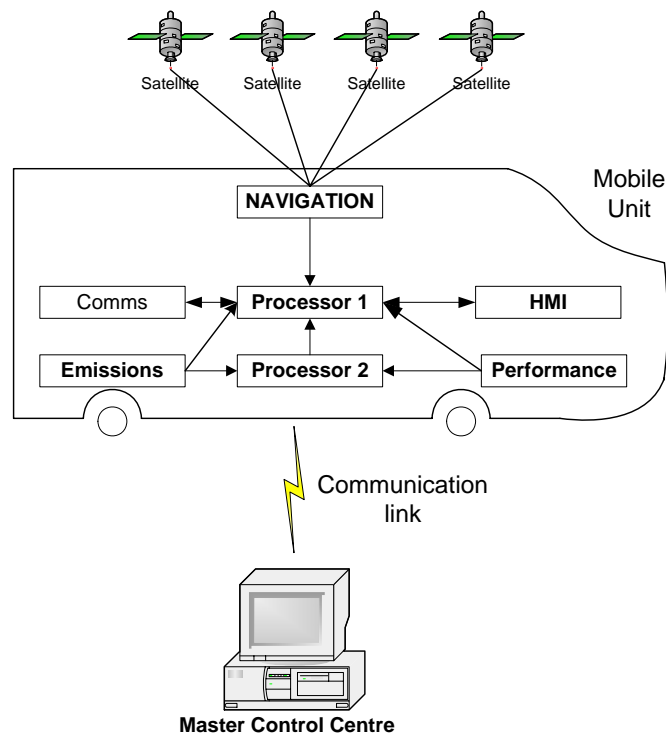 Satellite Satellite Satellite Satellite
NAVIGATION
Mobile
Unit
Comms Processor 1 HMI
Emissions Processor 2 Performance
Communication
link
Master Control Centre